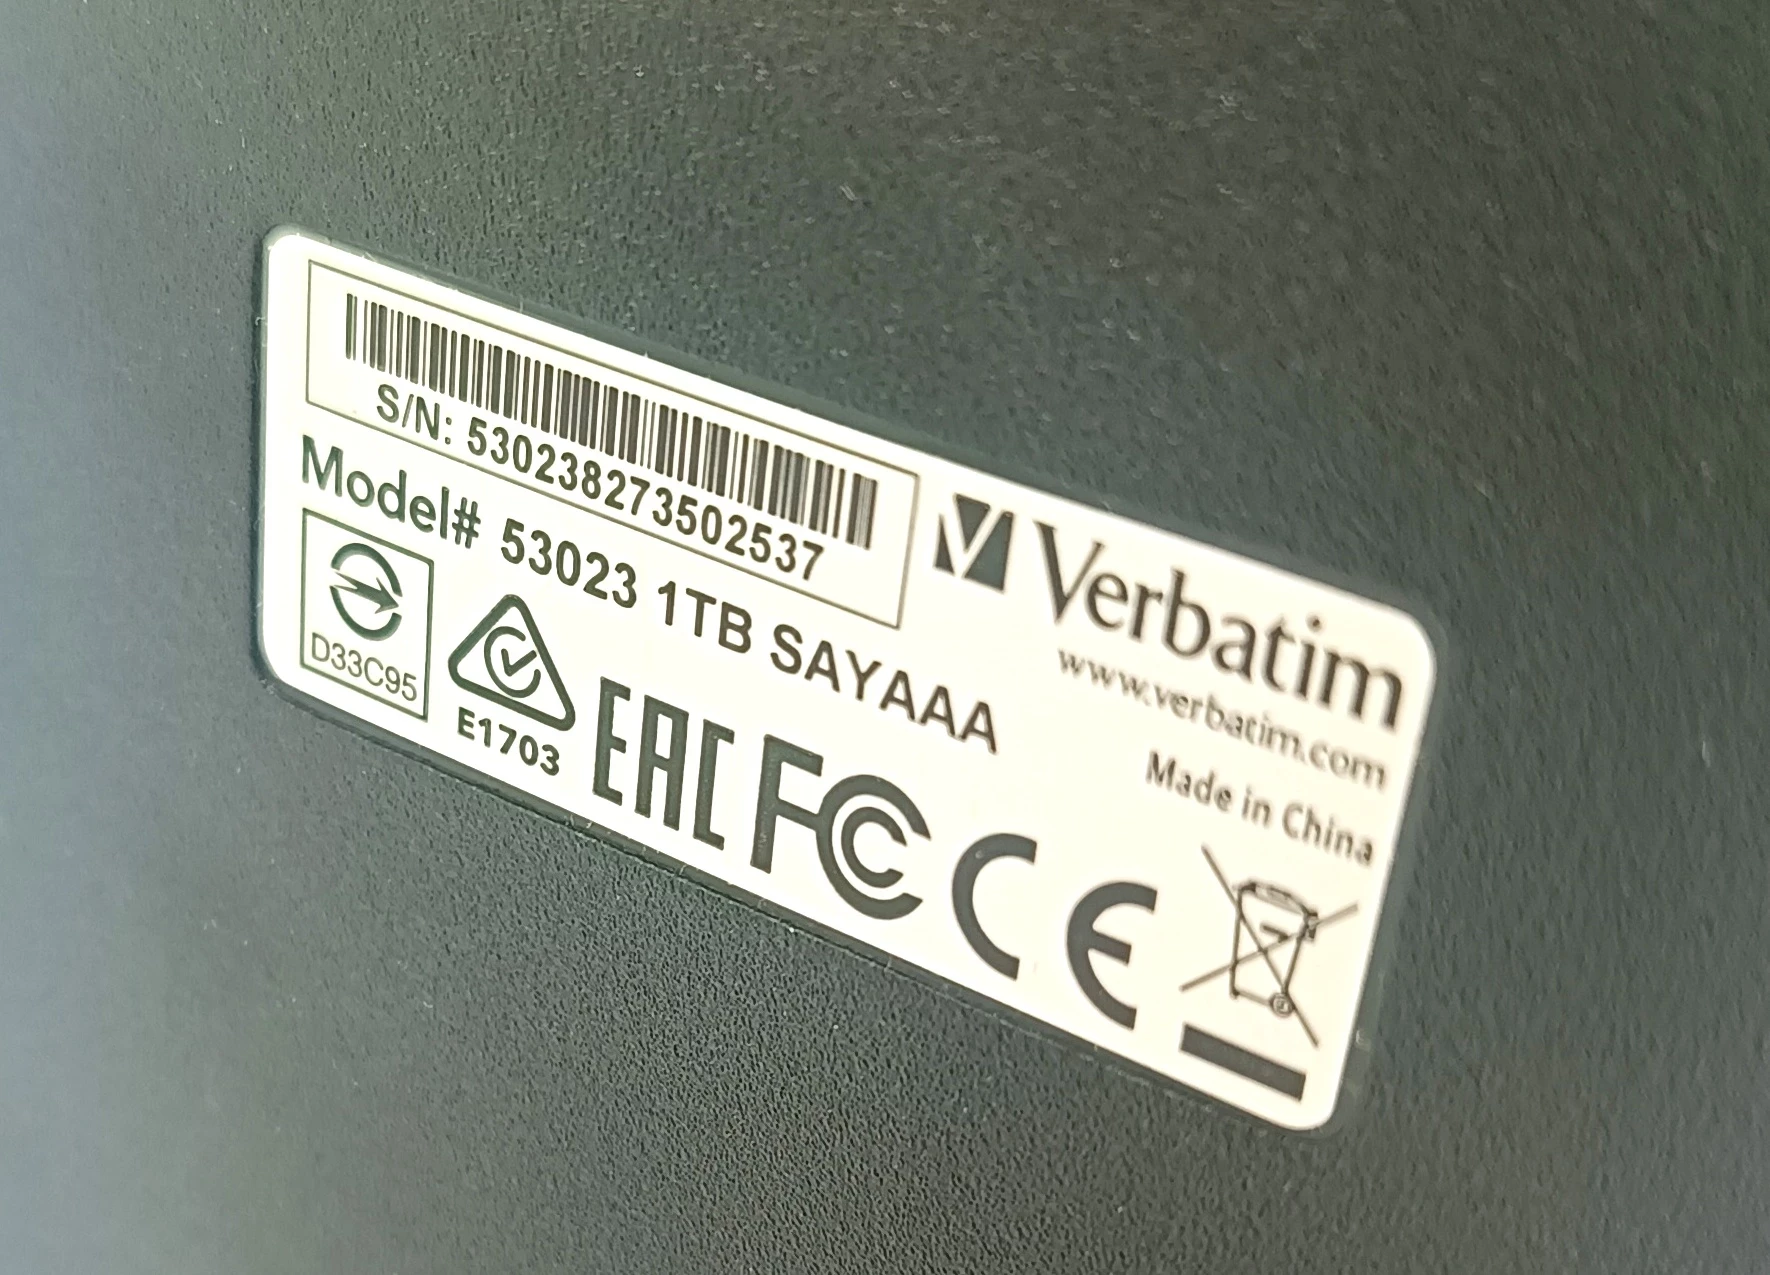 S/N: 530238273502537
Model# 53023 1TB SAYAAA
D33C95
E1703
EAC
FC
CE
Verbatim
www.verbatim.com
Made in China